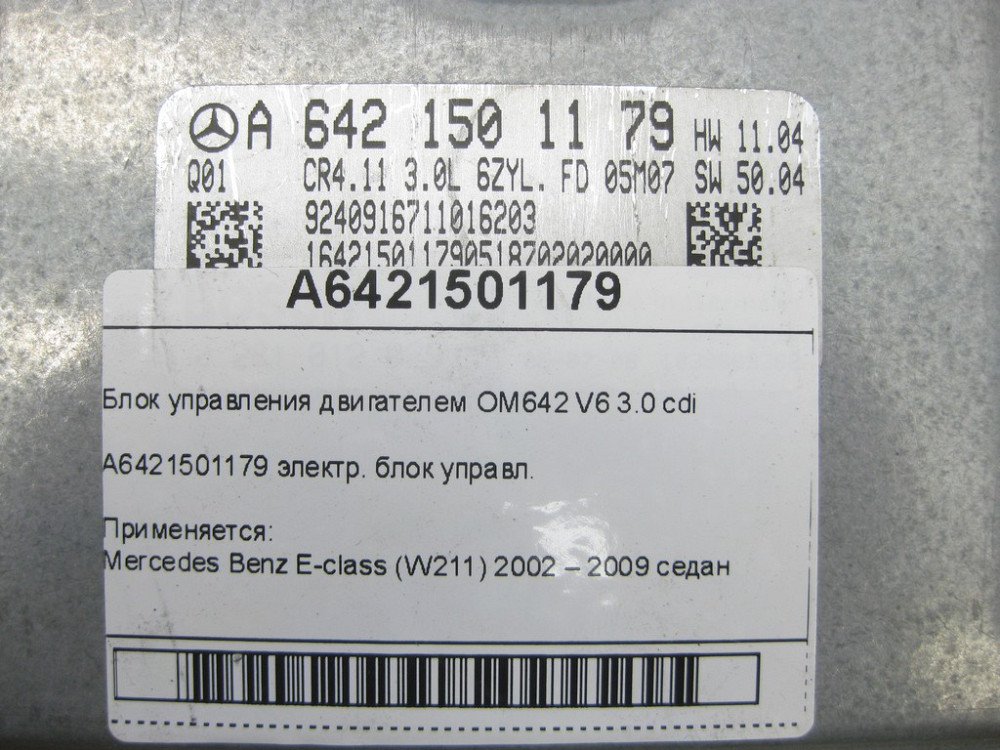 A 642 150 11 79 HW 11.04
Q01 CR4.11 3.0L 6ZYL. FD 05M07 SW 50.04
9240916711016203
16421501179051870202​0000
A6421501179
Блок управления двигателем OM642 V6 3.0 cdi
A6421501179 электр. блок управл.
Применяется:
Mercedes Benz E-class (W211) 2002 – 2009 седан